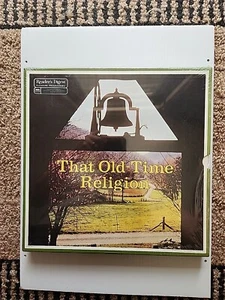 Reader's Digest
That Old-Time
Religion